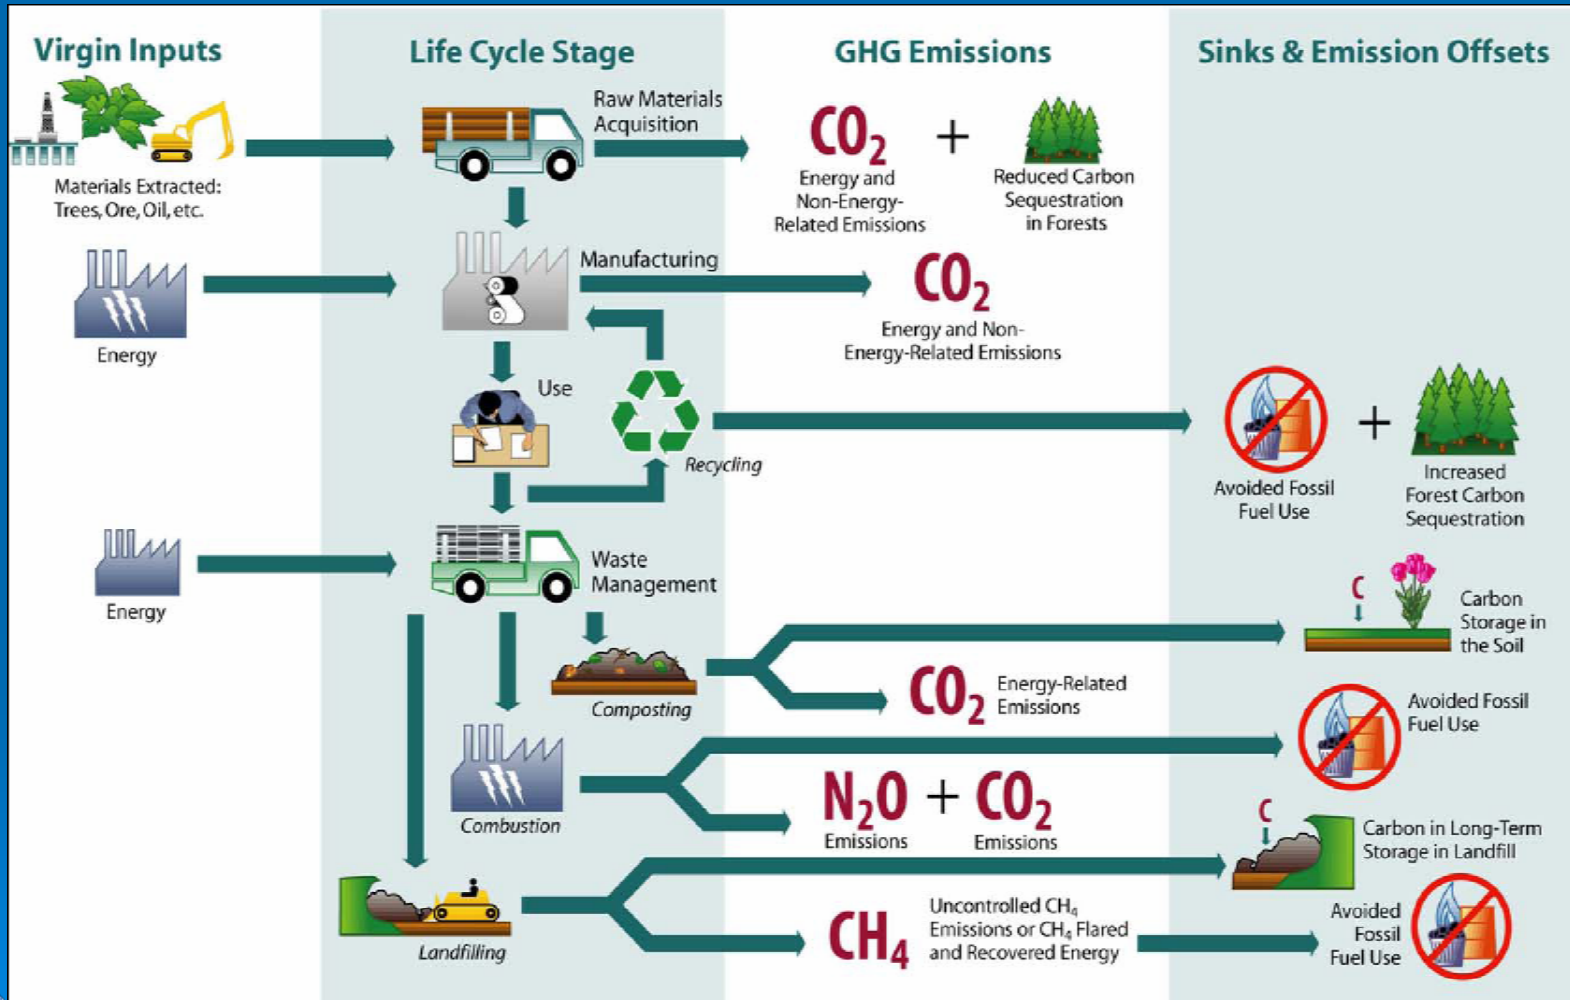 Virgin Inputs
Life Cycle Stage
GHG Emissions
Sinks & Emission Offsets
Materials Extracted:
Trees, Ore, Oil, etc.
Raw Materials
Acquisition
CO₂
Energy and
Non-Energy-
Related Emissions
+
Reduced Carbon
Sequestration
in Forests
Energy
Manufacturing
CO₂
Energy and Non-
Energy-Related Emissions
Use
Recycling
Avoided Fossil
Fuel Use
+
Increased
Forest Carbon
Sequestration
Energy
Waste
Management
Composting
C
Carbon
Storage in
the Soil
CO₂
Energy-Related
Emissions
Combustion
Avoided Fossil
Fuel Use
N₂O
Emissions
+
CO₂
Emissions
Landfilling
C
Carbon in Long-Term
Storage in Landfill
CH₄
Uncontrolled CH₄
Emissions or CH₄ Flared
and Recovered Energy
Avoided
Fossil
Fuel Use